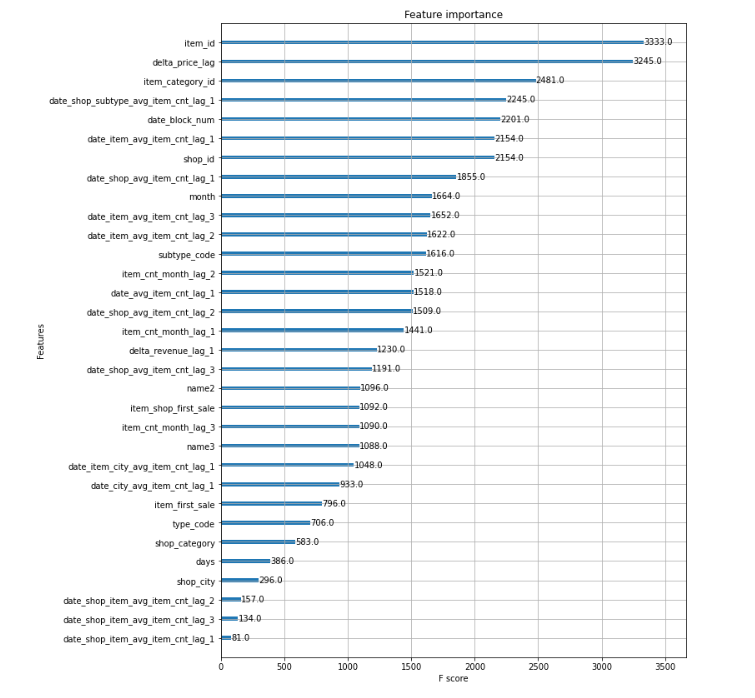 Feature importance
item_id 3333.0
delta_price_lag 3245.0
item_category_id 2481.0
date_shop_subtype_avg_item_cnt_lag_1 2245.0
date_block_num 2201.0
date_item_avg_item_cnt_lag_1 2154.0
shop_id 2154.0
date_shop_avg_item_cnt_lag_1 1855.0
month 1664.0
date_item_avg_item_cnt_lag_3 1652.0
date_item_avg_item_cnt_lag_2 1622.0
subtype_code 1616.0
item_cnt_month_lag_2 1521.0
date_avg_item_cnt_lag_1 1518.0
date_shop_avg_item_cnt_lag_2 1509.0
item_cnt_month_lag_1 1441.0
delta_revenue_lag_1 1230.0
date_shop_avg_item_cnt_lag_3 1191.0
name2 1096.0
item_shop_first_sale 1092.0
item_cnt_month_lag_3 1090.0
name3 1088.0
date_item_city_avg_item_cnt_lag_1 1048.0
date_city_avg_item_cnt_lag_1 933.0
item_first_sale 796.0
type_code 706.0
shop_category 583.0
days 386.0
shop_city 296.0
date_shop_item_avg_item_cnt_lag_2 157.0
date_shop_item_avg_item_cnt_lag_3 134.0
date_shop_item_avg_item_cnt_lag_1 81.0
Features
0 500 1000 1500 2000 2500 3000 3500
F score